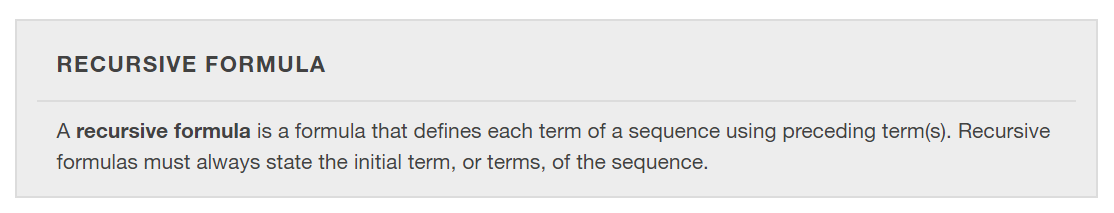 RECURSIVE FORMULA
A recursive formula is a formula that defines each term of a sequence using preceding term(s). Recursive
formulas must always state the initial term, or terms, of the sequence.